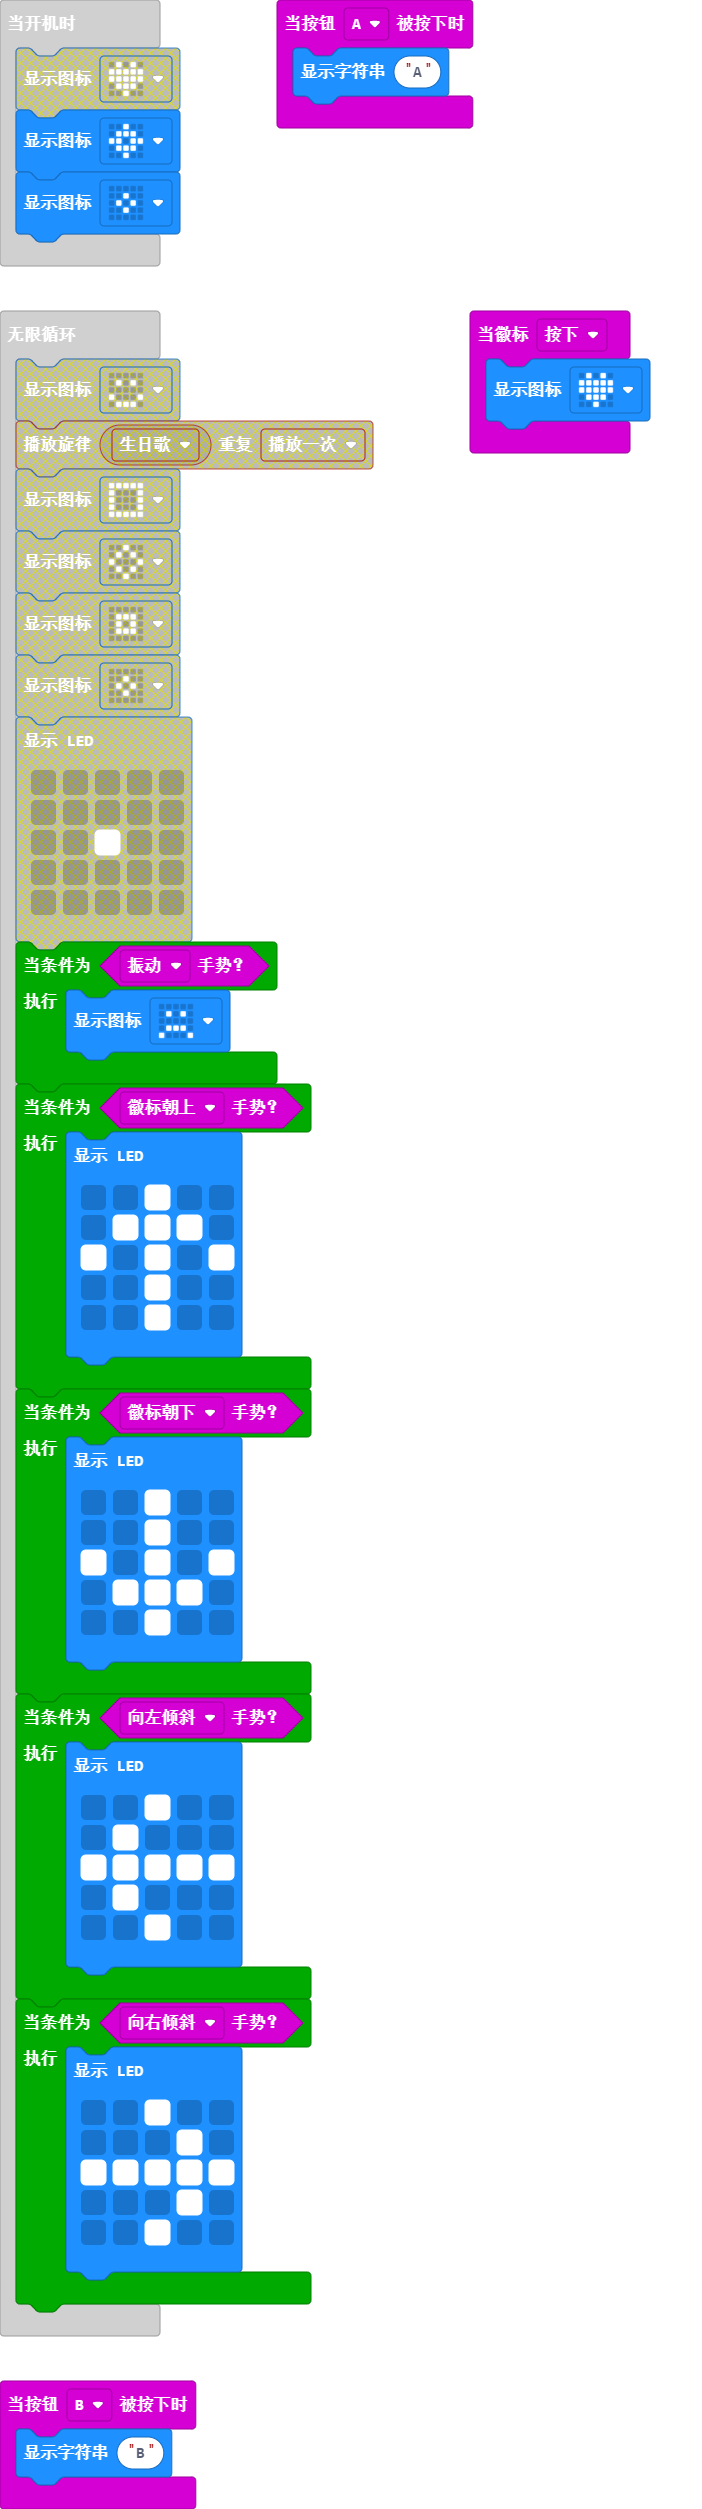 当开机时
显示图标
显示图标
显示图标
当按钮 A 被按下时
显示字符串 "A"
无限循环
显示图标
播放旋律 生日歌 重复 播放一次
显示图标
显示图标
显示图标
显示图标
显示 LED
当条件为 振动 手势?
执行
显示图标
当条件为 徽标朝上 手势?
执行
显示 LED
当条件为 徽标朝下 手势?
执行
显示 LED
当条件为 向左倾斜 手势?
执行
显示 LED
当条件为 向右倾斜 手势?
执行
显示 LED
当徽标 按下
显示图标
当按钮 B 被按下时
显示字符串 "B"